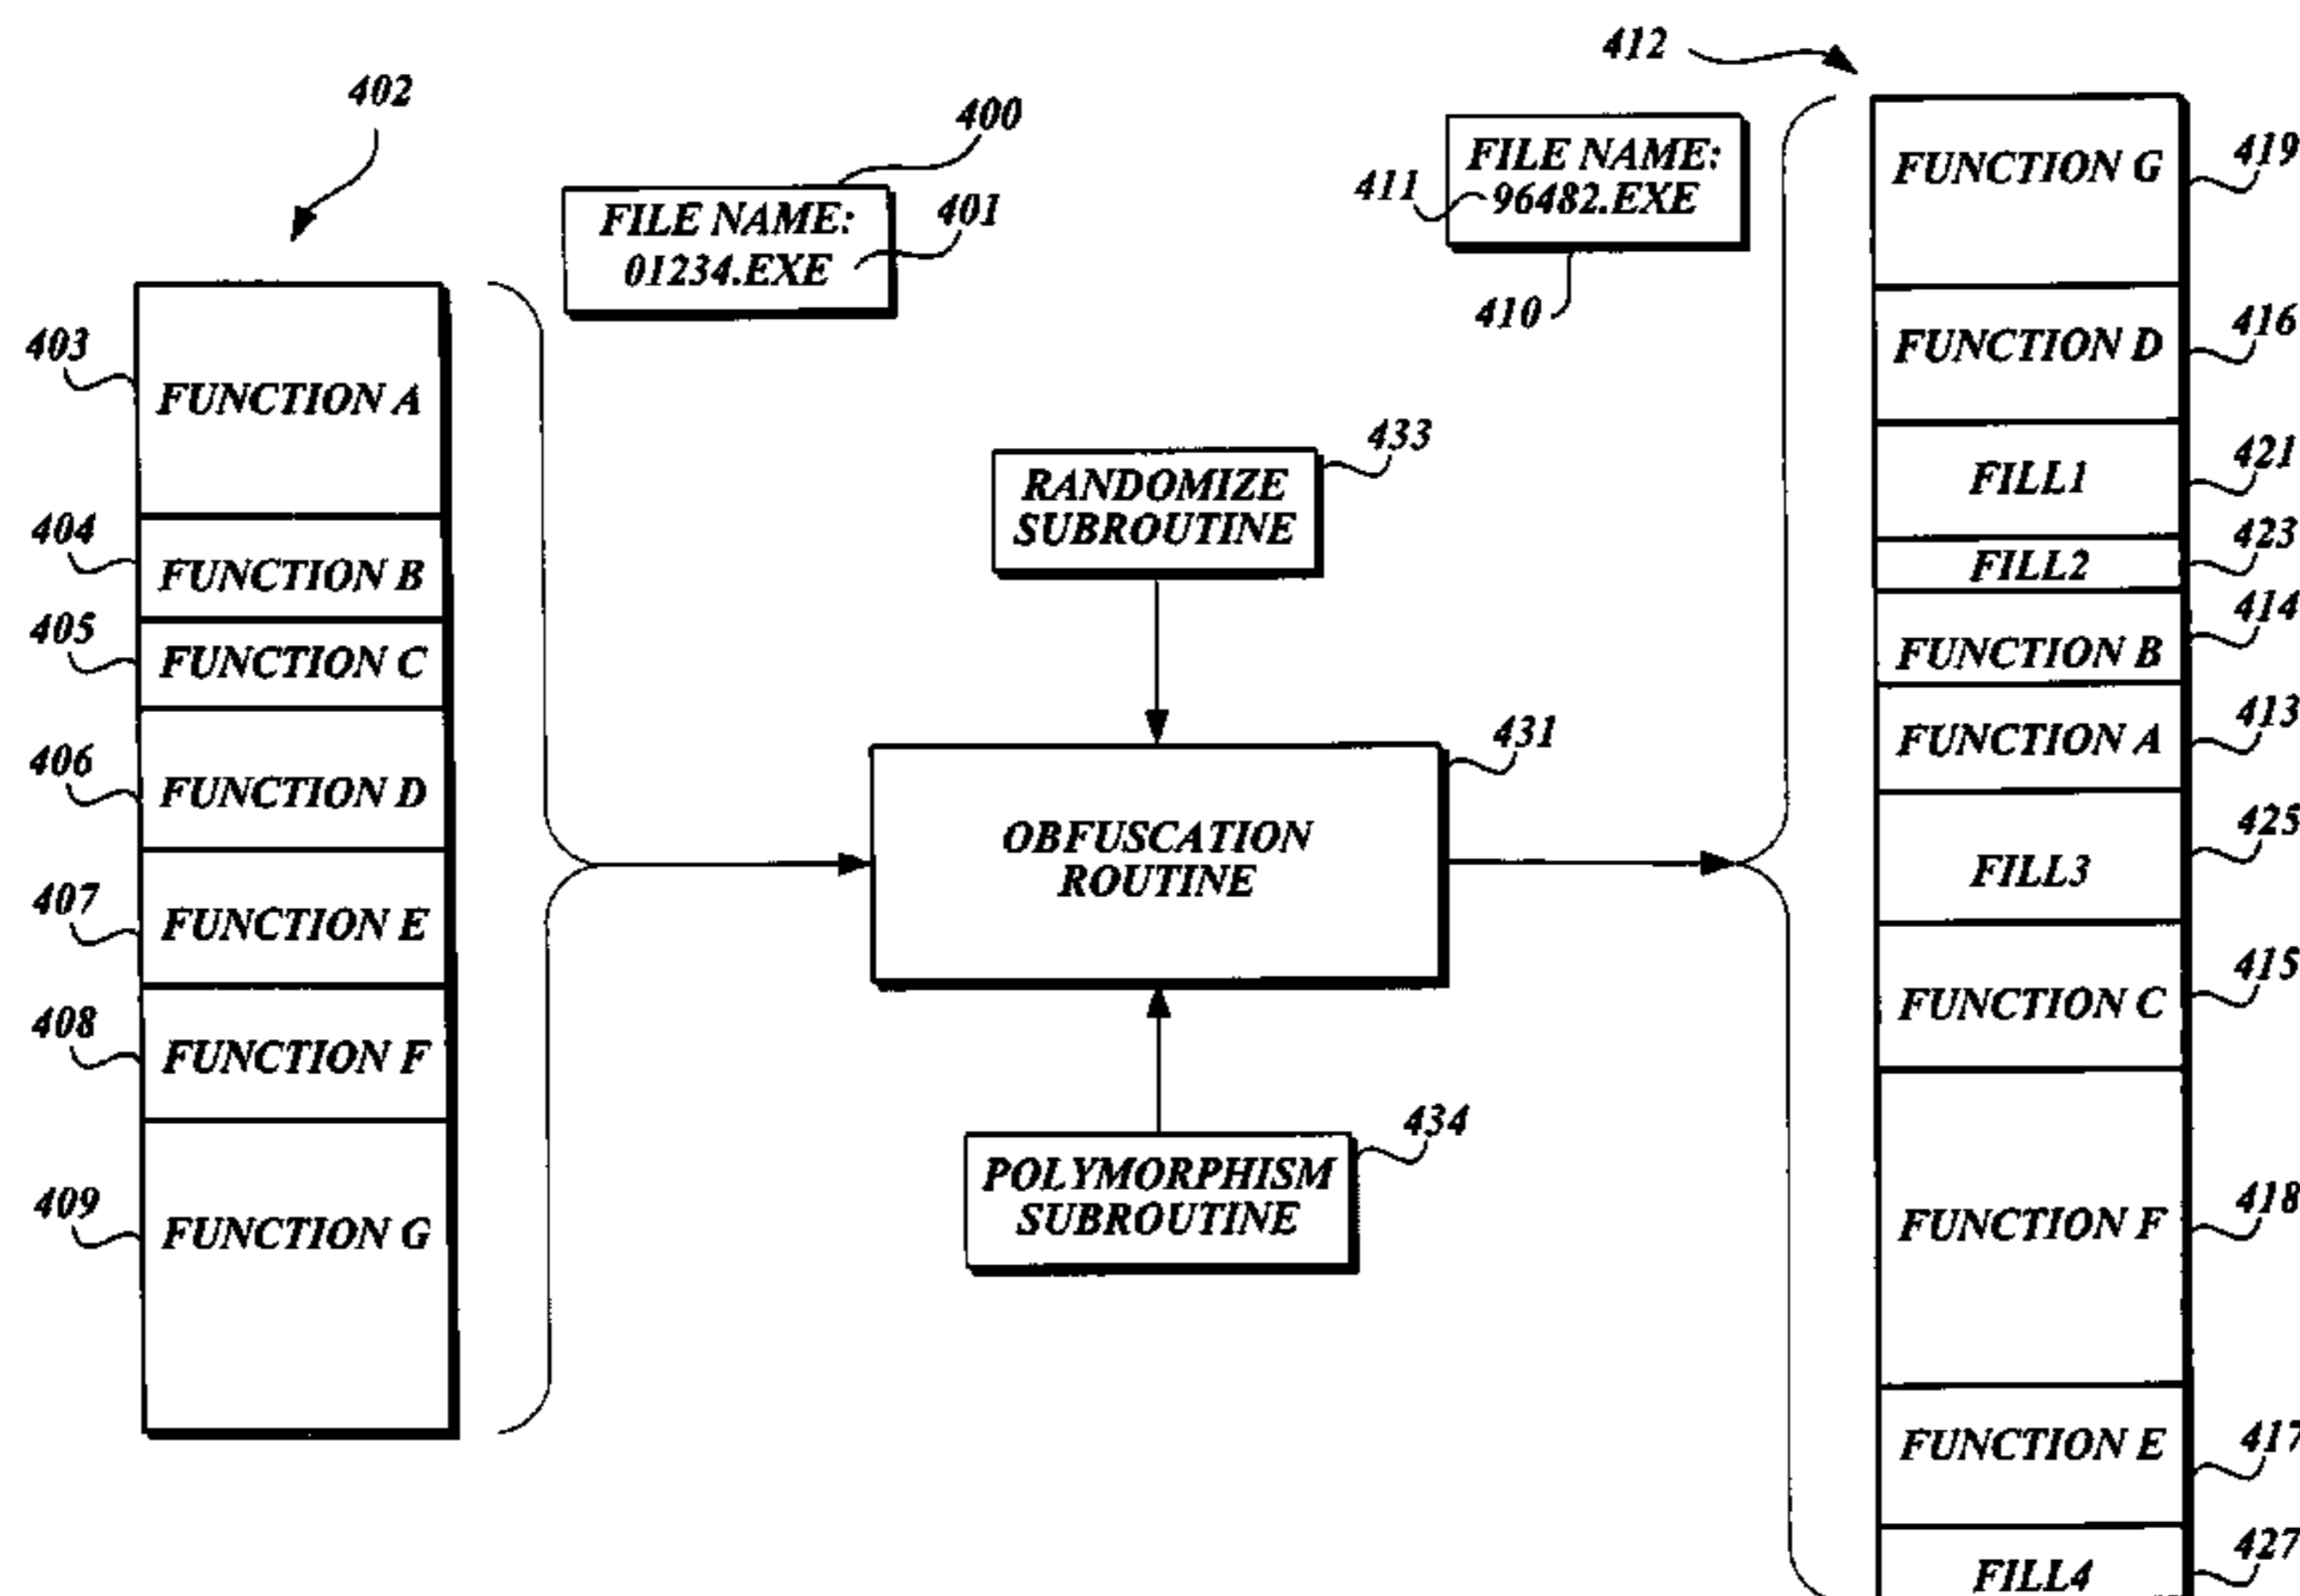 402
400
FILE NAME:
01234.EXE
401
403
FUNCTION A
404
FUNCTION B
405
FUNCTION C
406
FUNCTION D
407
FUNCTION E
408
FUNCTION F
409
FUNCTION G
433
RANDOMIZE
SUBROUTINE
431
OBFUSCATION
ROUTINE
434
POLYMORPHISM
SUBROUTINE
412
FILE NAME:
411
96482.EXE
410
FUNCTION G
419
FUNCTION D
416
FILL1
421
FILL2
423
FUNCTION B
414
FUNCTION A
413
FILL3
425
FUNCTION C
415
FUNCTION F
418
FUNCTION E
417
FILL4
427